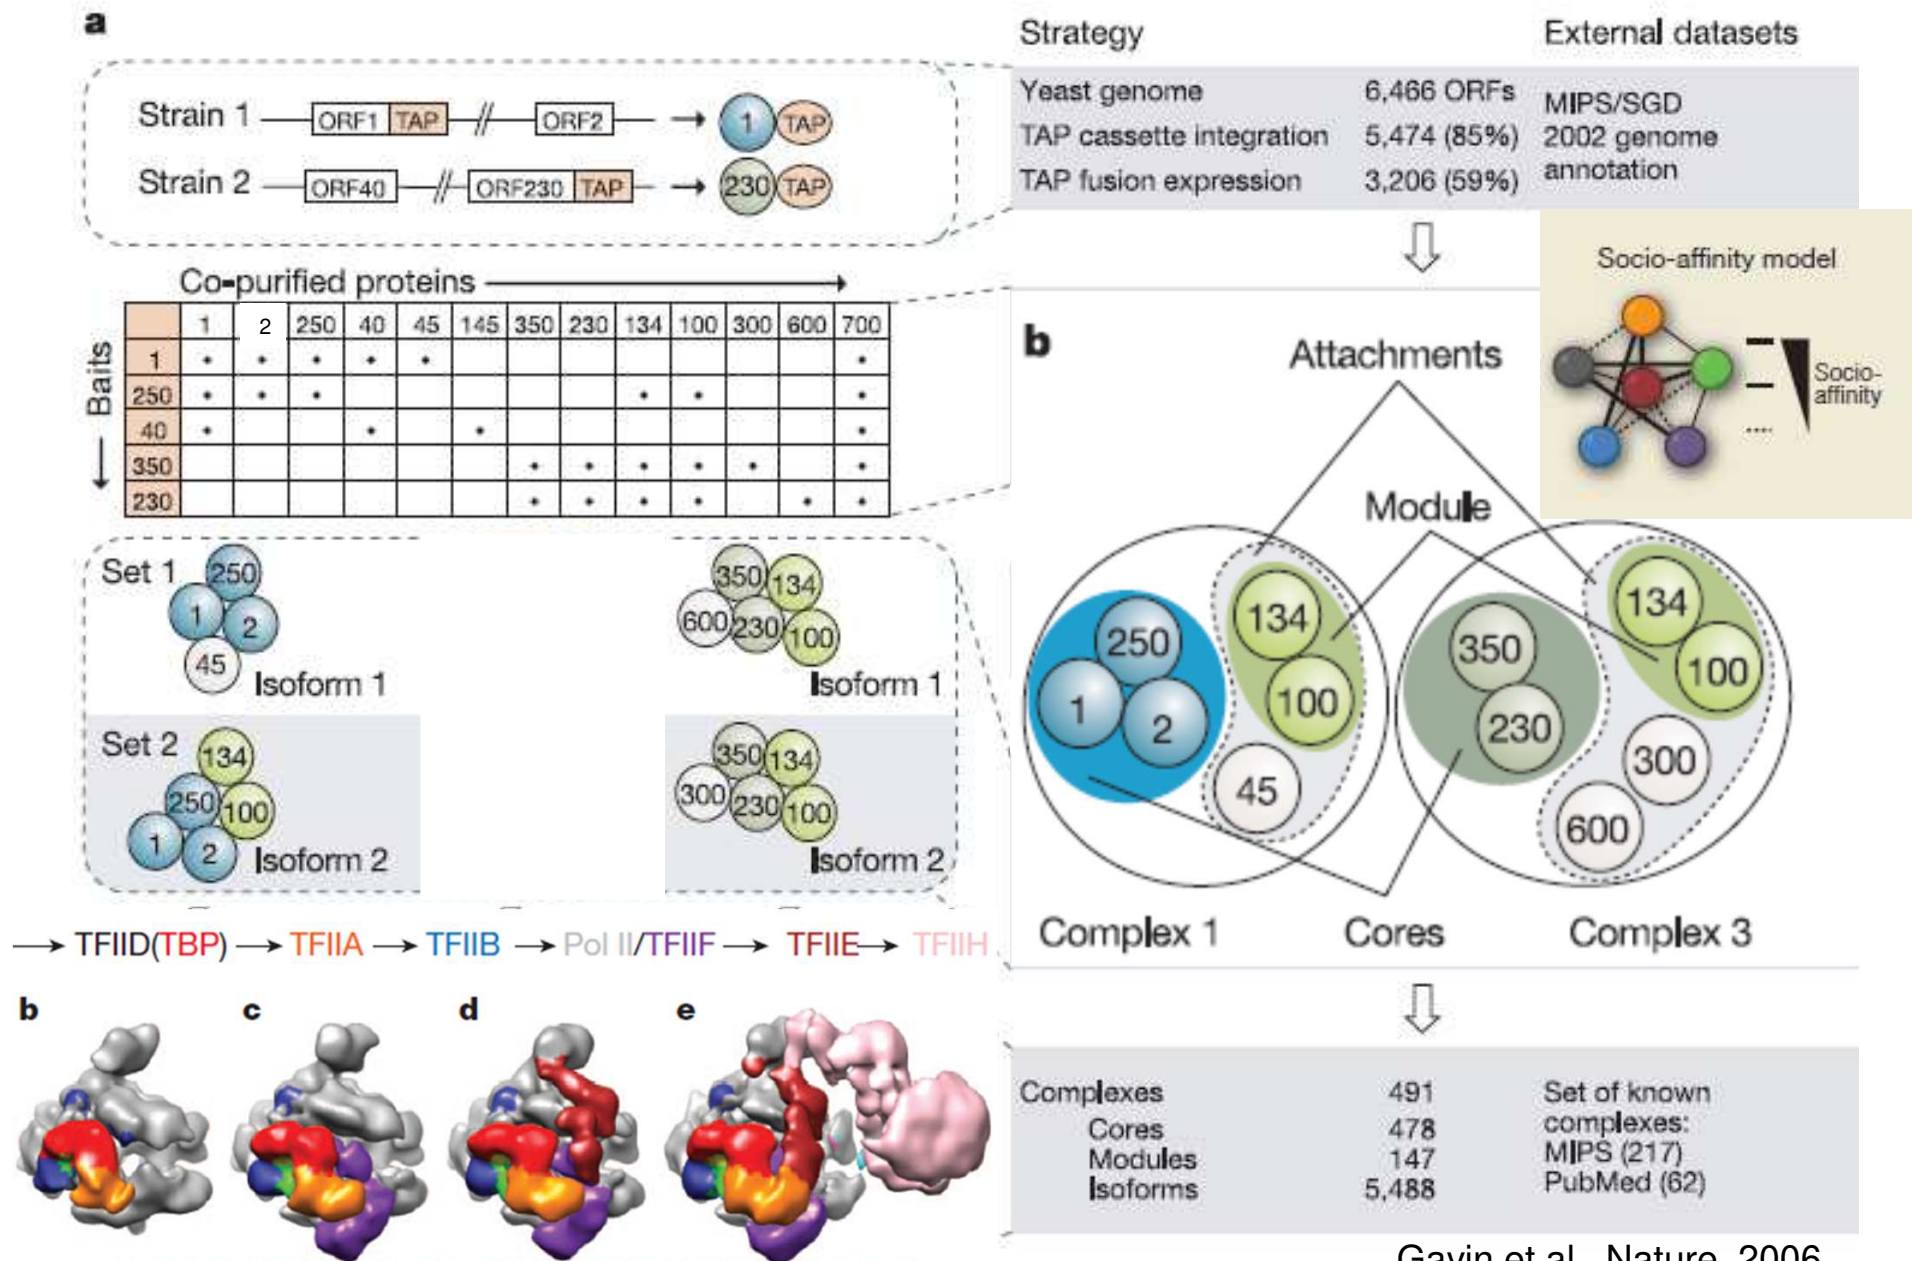 a
Strain 1
ORF1 TAP
ORF2
1 TAP
Strain 2
ORF40
ORF230 TAP
230 TAP
Co-purified proteins
Baits
1 2 250 40 45 145 350 230 134 100 300 600 700
1 • • • • • •
250 • • • • • •
40 • • • •
350 • • • • • •
230 • • • • • •
Set 1
250
1 2
45
Isoform 1
350 134
600 230 100
Isoform 1
Set 2
134
250 100
1 2
Isoform 2
350 134
300 230 100
Isoform 2
TFIID(TBP) TFIIA TFIIB Pol II/TFIIF TFIIE TFIIH
b c d e
Strategy External datasets
Yeast genome 6,466 ORFs
TAP cassette integration 5,474 (85%)
TAP fusion expression 3,206 (59%)
MIPS/SGD
2002 genome
annotation
Socio-affinity model
Socio-
affinity
b
Attachments
Module
250
1 2
134
100
45
350
230
134
100
300
600
Complex 1 Cores Complex 3
Complexes 491
Cores 478
Modules 147
Isoforms 5,488
Set of known
complexes:
MIPS (217)
PubMed (62)
Gavin et al., Nature, 2006